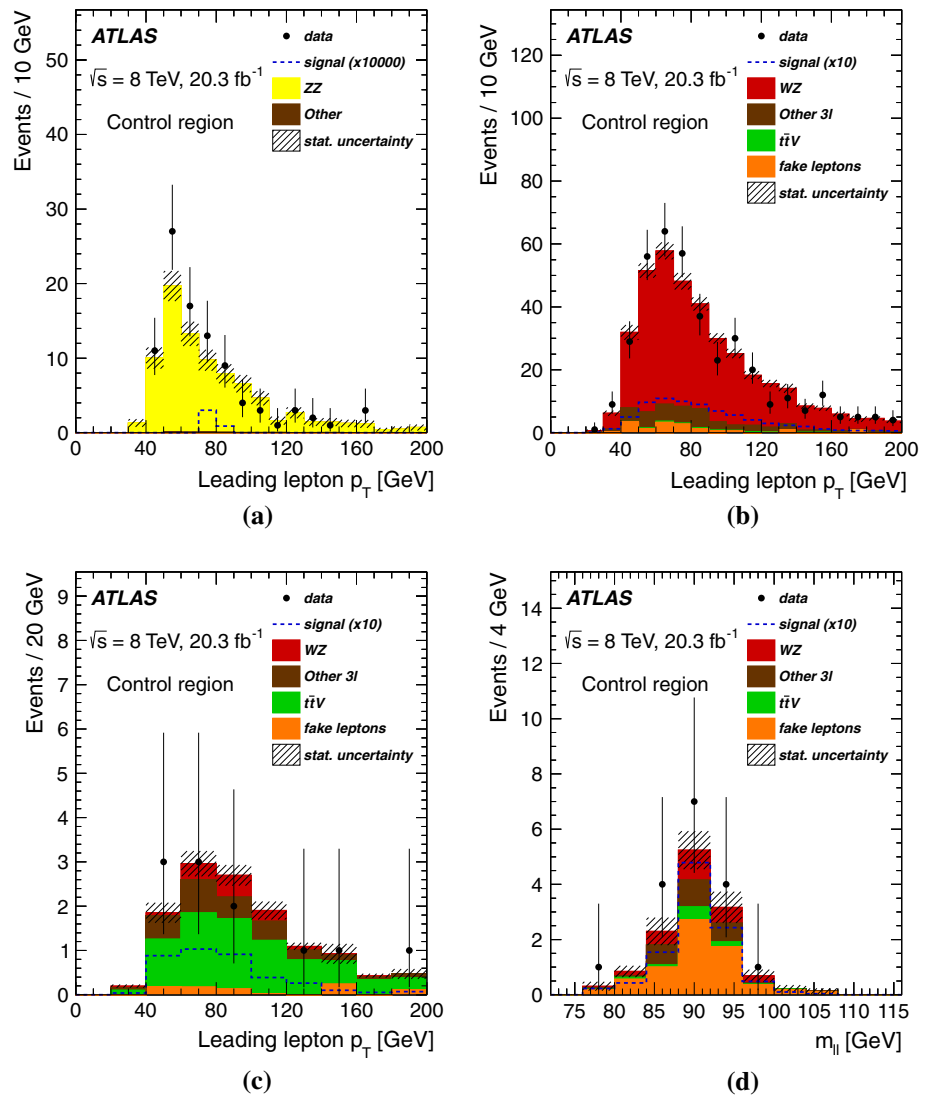 Events / 10 GeV
ATLAS
√s = 8 TeV, 20.3 fb-1
Control region
data
signal (x10000)
ZZ
Other
stat. uncertainty
50
40
30
20
10
0
0 40 80 120 160 200
Leading lepton pT [GeV]
(a)
Events / 10 GeV
ATLAS
√s = 8 TeV, 20.3 fb-1
Control region
data
signal (x10)
WZ
Other 3l
tt̄V
fake leptons
stat. uncertainty
120
100
80
60
40
20
0
0 40 80 120 160 200
Leading lepton pT [GeV]
(b)
Events / 20 GeV
ATLAS
√s = 8 TeV, 20.3 fb-1
Control region
data
signal (x10)
WZ
Other 3l
tt̄V
fake leptons
stat. uncertainty
9
8
7
6
5
4
3
2
1
0
0 40 80 120 160 200
Leading lepton pT [GeV]
(c)
Events / 4 GeV
ATLAS
√s = 8 TeV, 20.3 fb-1
Control region
data
signal (x10)
WZ
Other 3l
tt̄V
fake leptons
stat. uncertainty
14
12
10
8
6
4
2
0
75 80 85 90 95 100 105 110 115
mll [GeV]
(d)